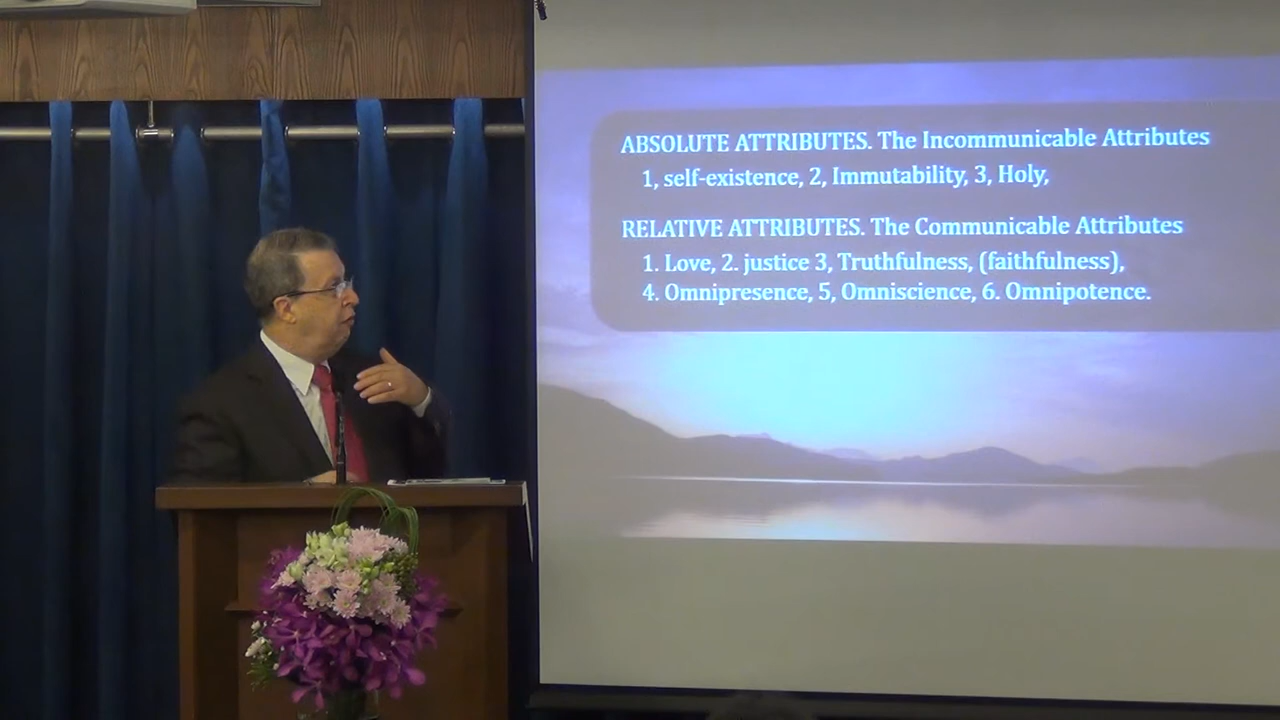 ABSOLUTE ATTRIBUTES. The Incommunicable Attributes
1, self-existence, 2, Immutability, 3, Holy,
RELATIVE ATTRIBUTES. The Communicable Attributes
1. Love, 2. justice 3, Truthfulness, (faithfulness),
4. Omnipresence, 5, Omniscience, 6. Omnipotence.